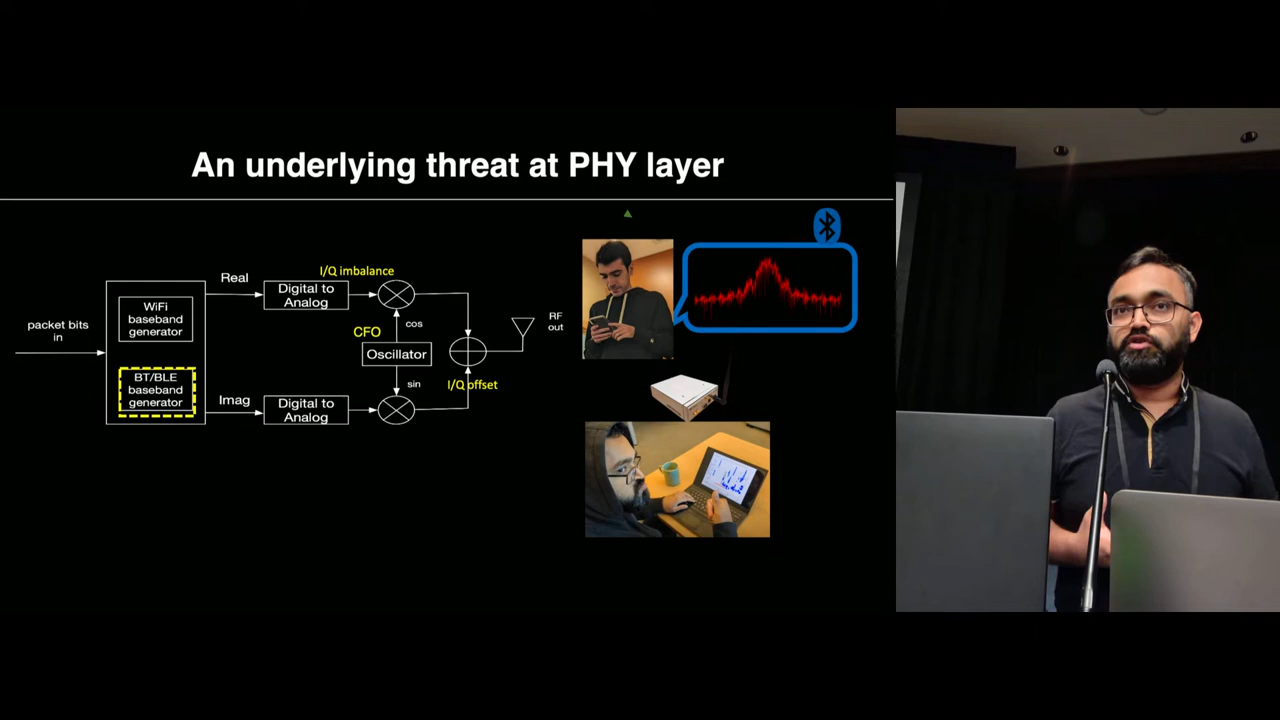 An underlying threat at PHY layer
packet bits
in
WiFi
baseband
generator
BT/BLE
baseband
generator
Real
Imag
I/Q imbalance
Digital to
Analog
CFO
cos
Oscillator
sin
I/Q offset
Digital to
Analog
RF
out